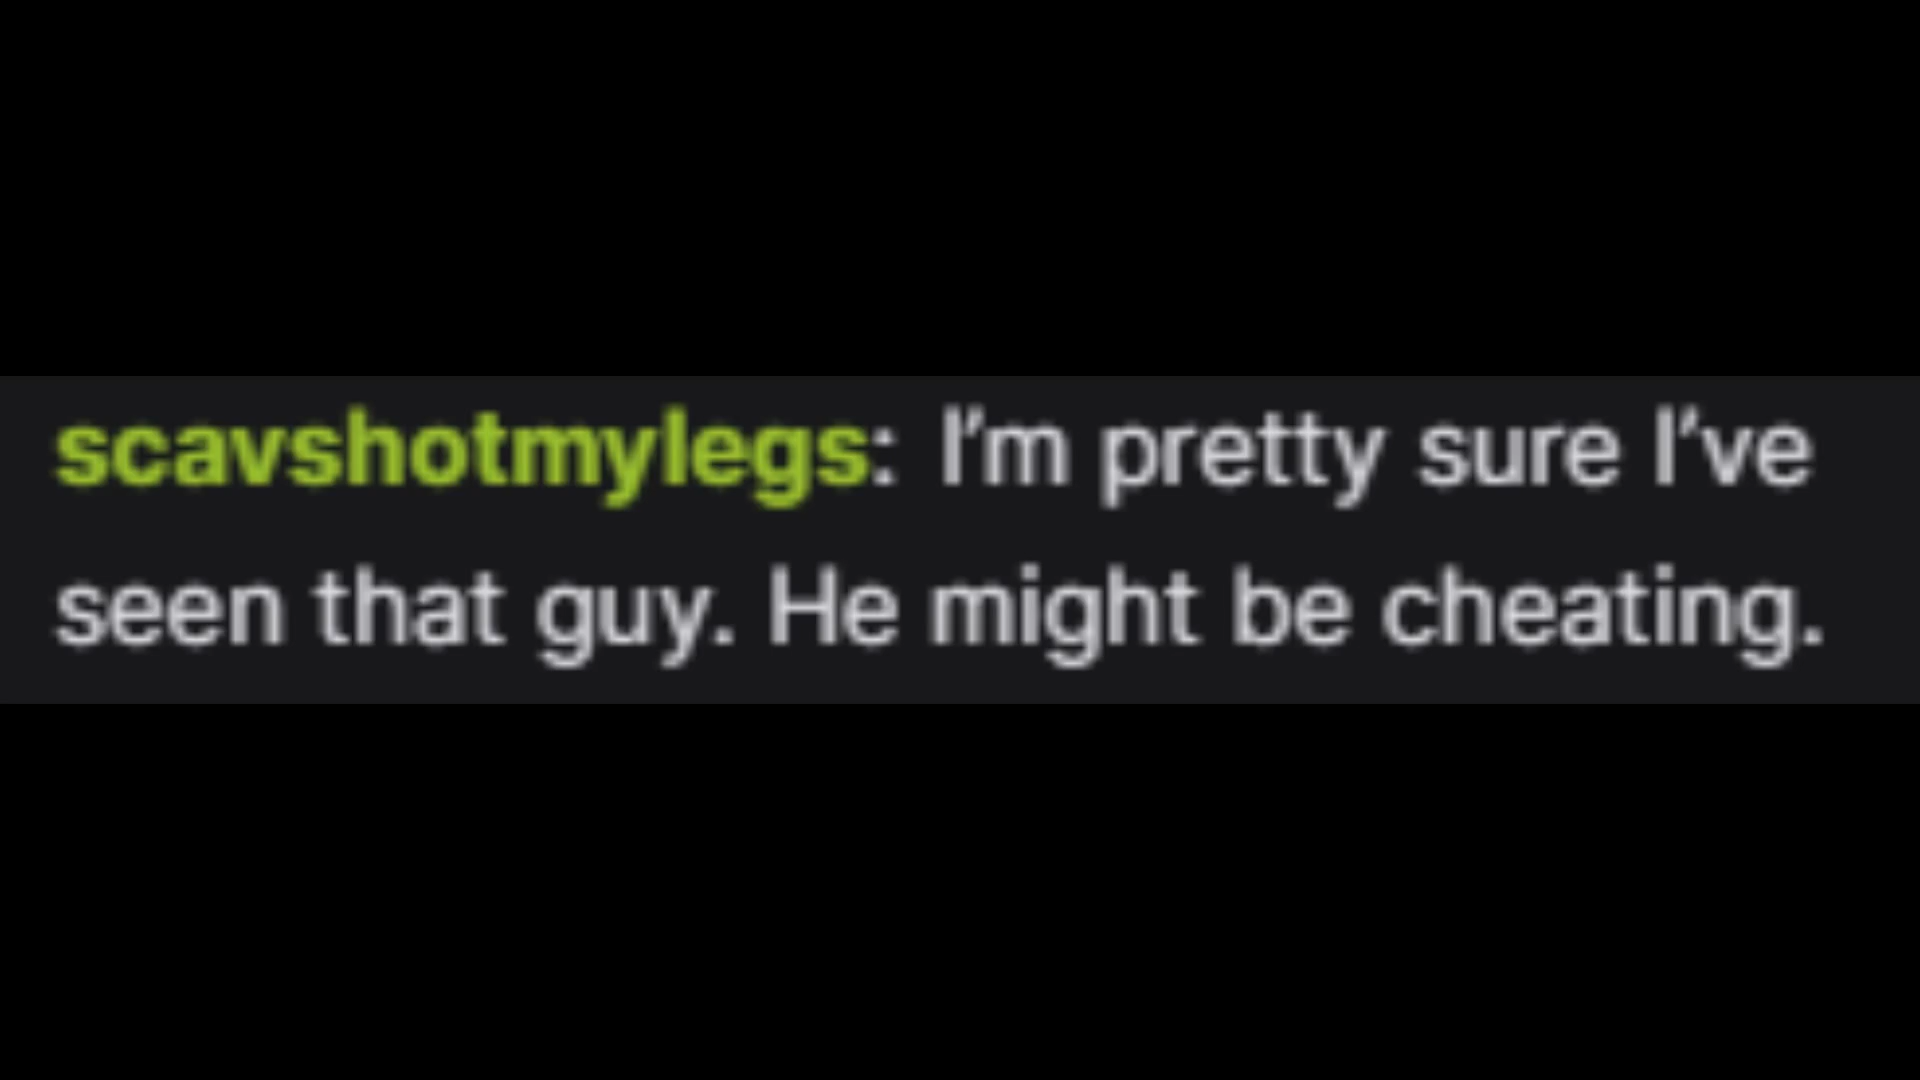 scavshotmylegs: I’m pretty sure I’ve
seen that guy. He might be cheating.